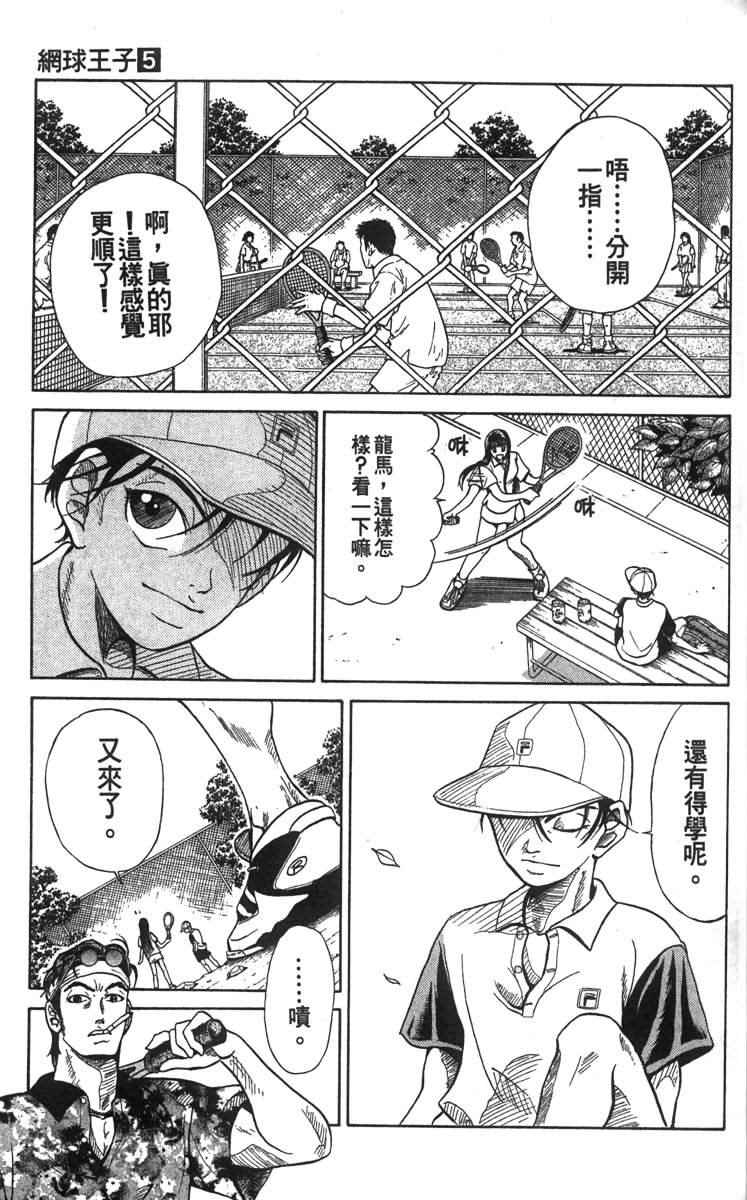 網球王子5
唔……分開
一指……
啊，眞的耶
！這樣感覺
更順了！
咻
咻
咻
龍馬，這樣怎
樣？看一下嘛。
F
還有得學呢。
F
F
又來了。
R
……嘖。